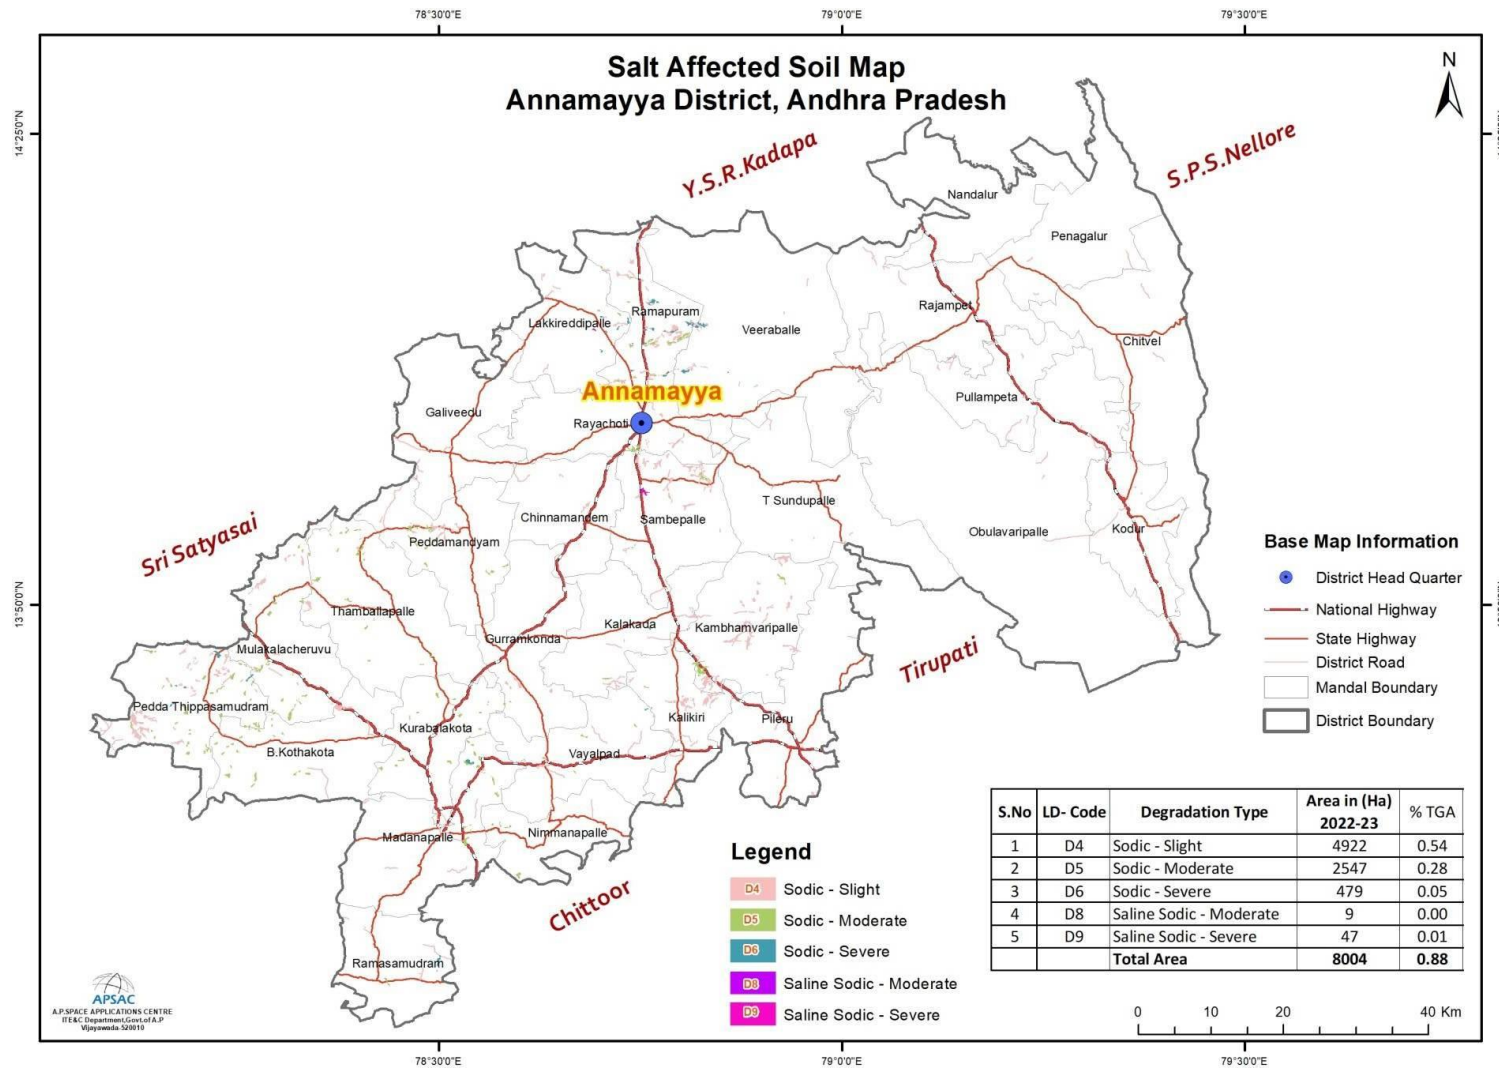 78°30'0"E 79°0'0"E 79°30'0"E
Salt Affected Soil Map
Annamayya District, Andhra Pradesh
N
14°25'0"N
Y.S.R.Kadapa
S.P.S.Nellore
Nandalur
Penagalur
Rajampet
Ramapuram
Lakkireddipalle
Veeraballe
Chitvel
Annamayya
Pullampeta
Galiveedu
Rayachoti
T Sundupalle
Chinnamandem
Sambepalle
Sri Satyasai
Obulavaripalle
Kodur
Peddamandyam
13°50'0"N
Thamballapalle
Kalakada
Kambhamvaripalle
Gurramkonda
Mulakalacheruvu
Tirupati
Pedda Thippasamudram
Kalikiri
Pileru
Kurabalakota
B.Kothakota
Vayalpad
Madanapalle
Nimmanapalle
Chittoor
Ramasamudram
Base Map Information
District Head Quarter
National Highway
State Highway
District Road
Mandal Boundary
District Boundary
S.No LD- Code Degradation Type Area in (Ha) 2022-23 % TGA
1 D4 Sodic - Slight 4922 0.54
2 D5 Sodic - Moderate 2547 0.28
3 D6 Sodic - Severe 479 0.05
4 D8 Saline Sodic - Moderate 9 0.00
5 D9 Saline Sodic - Severe 47 0.01
Total Area 8004 0.88
Legend
D4 Sodic - Slight
D5 Sodic - Moderate
D6 Sodic - Severe
D8 Saline Sodic - Moderate
D9 Saline Sodic - Severe
APSAC
A.P.SPACE APPLICATIONS CENTRE
ITE&C Department,Govt.of A.P
Vijayawada-520010
0 10 20 40 Km
78°30'0"E 79°0'0"E 79°30'0"E